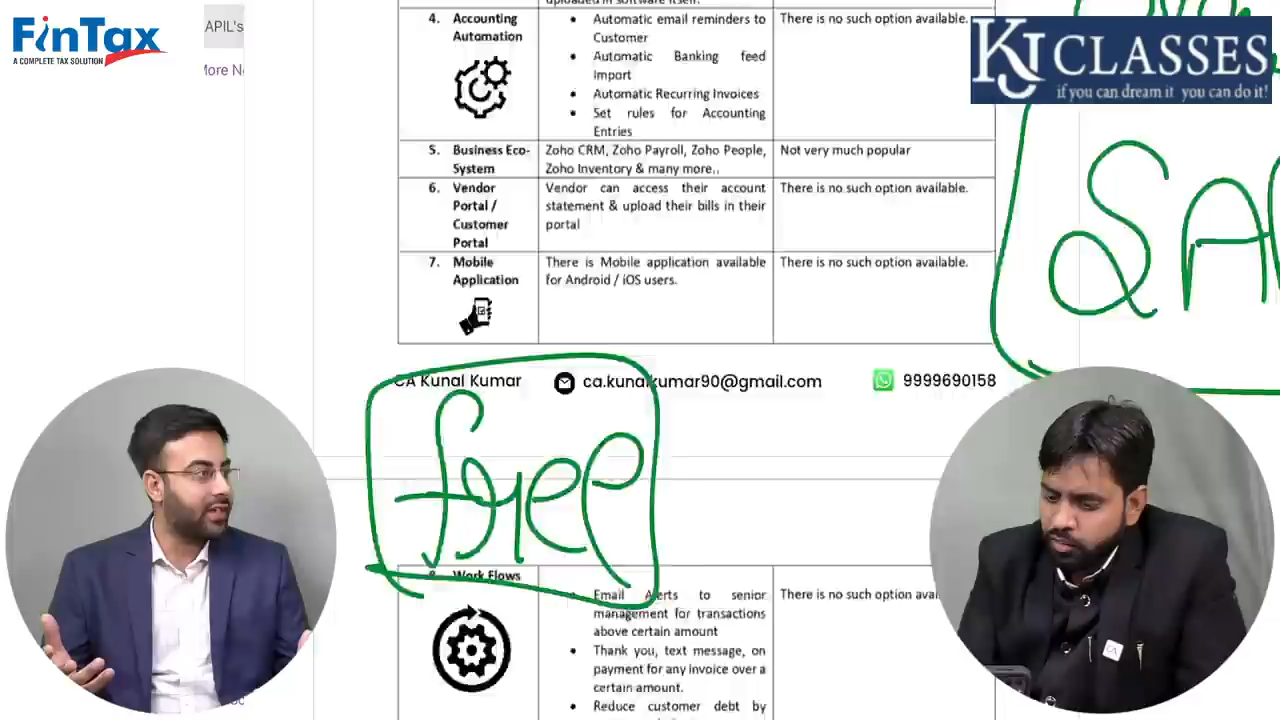 FinTax
A COMPLETE TAX SOLUTION
APIL's
KJ CLASSES
if you can dream it you can do it!
uploaded in software itself.
4. Accounting Automation
• Automatic email reminders to Customer
• Automatic Banking feed Import
• Automatic Recurring Invoices
• Set rules for Accounting Entries
There is no such option available.
5. Business Eco-System
Zoho CRM, Zoho Payroll, Zoho People, Zoho Inventory & many more..
Not very much popular
6. Vendor Portal / Customer Portal
Vendor can access their account statement & upload their bills in their portal
There is no such option available.
7. Mobile Application
There is Mobile application available for Android / iOS users.
There is no such option available.
CA Kunal Kumar
ca.kunalkumar90@gmail.com
9999690158
free
8. Work Flows
• Email Alerts to senior management for transactions above certain amount
• Thank you, text message, on payment for any invoice over a certain amount.
• Reduce customer debt by
There is no such option